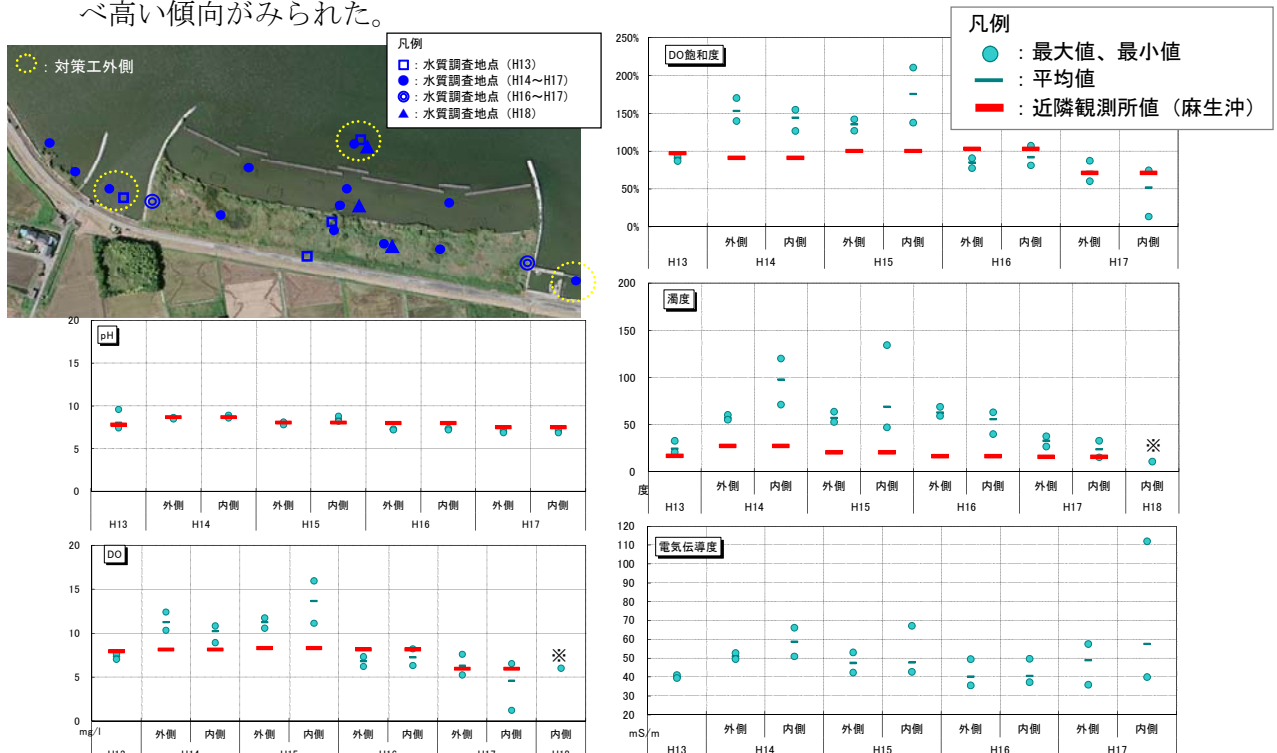 べ高い傾向がみられた。
：対策工外側
凡例
：水質調査地点（H13）
：水質調査地点（H14～H17）
：水質調査地点（H16～H17）
：水質調査地点（H18）
凡例
：最大値、最小値
：平均値
：近隣観測所値（麻生沖）
DO飽和度
250%
200%
150%
100%
50%
0%
外側 内側 外側 内側 外側 内側 外側 内側
H13 H14 H15 H16 H17
pH
20
15
10
5
0
外側 内側 外側 内側 外側 内側 外側 内側
H13 H14 H15 H16 H17
濁度
200
150
100
50
0
度
※
外側 内側 外側 内側 外側 内側 外側 内側 内側
H13 H14 H15 H16 H17 H18
DO
20
15
10
5
0
mg/l
※
外側 内側 外側 内側 外側 内側 外側 内側 内側
H13 H14 H15 H16 H17 H18
電気伝導度
120
110
100
90
80
70
60
50
40
30
20
mS/m
外側 内側 外側 内側 外側 内側 外側 内側
H13 H14 H15 H16 H17